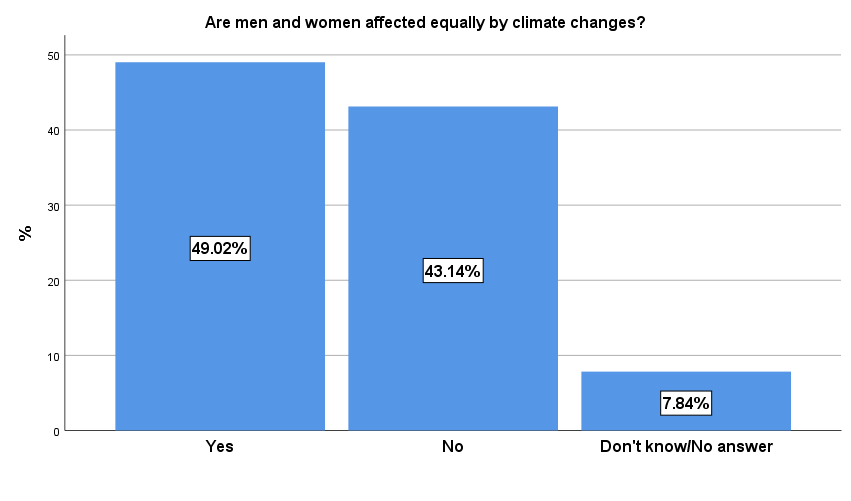 Are men and women affected equally by climate changes?
%
50
40
30
20
10
0
49.02%
43.14%
7.84%
Yes
No
Don't know/No answer